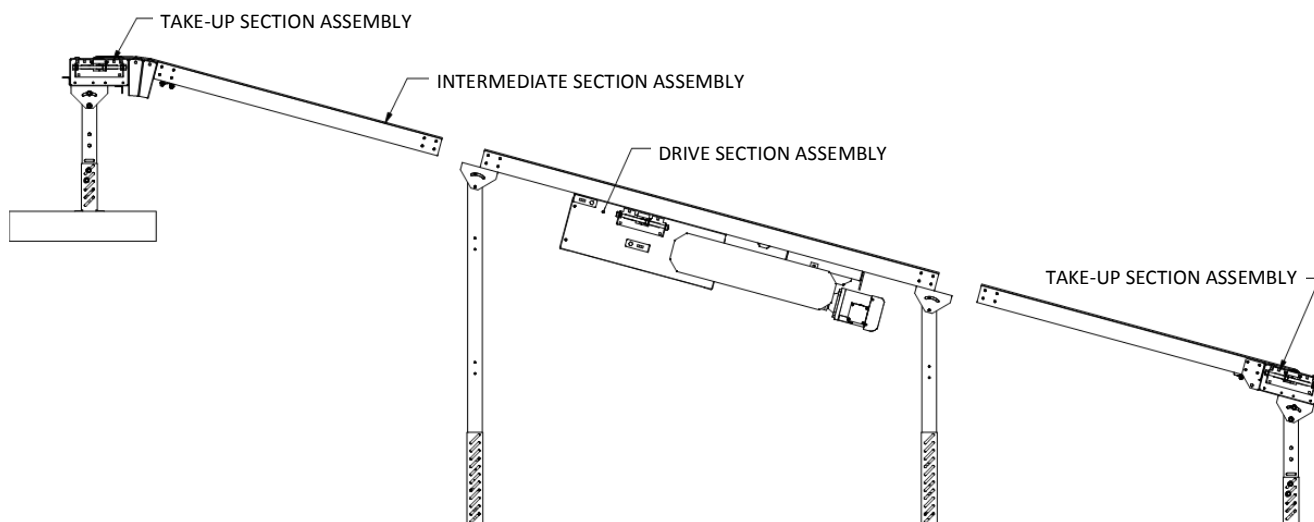 TAKE-UP SECTION ASSEMBLY
INTERMEDIATE SECTION ASSEMBLY
DRIVE SECTION ASSEMBLY
TAKE-UP SECTION ASSEMBLY